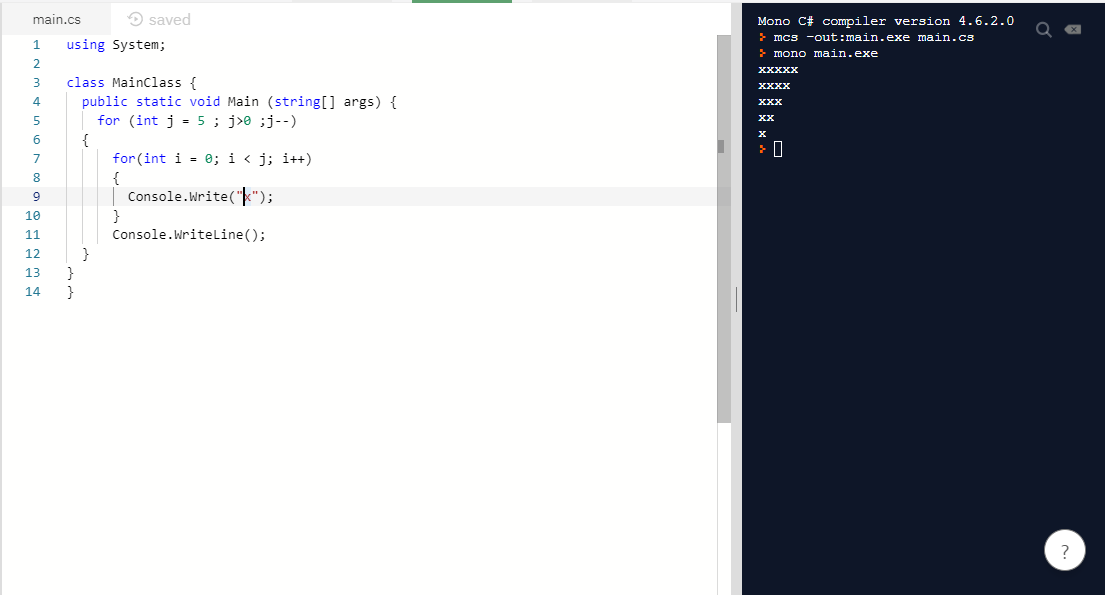 main.cs
saved
1 using System;
2
3 class MainClass {
4 public static void Main (string[] args) {
5 for (int j = 5 ; j>0 ;j--)
6 {
7 for(int i = 0; i < j; i++)
8 {
9 Console.Write("x");
10 }
11 Console.WriteLine();
12 }
13 }
14 }
Mono C# compiler version 4.6.2.0
mcs -out:main.exe main.cs
mono main.exe
xxxxx
xxxx
xxx
xx
x
?